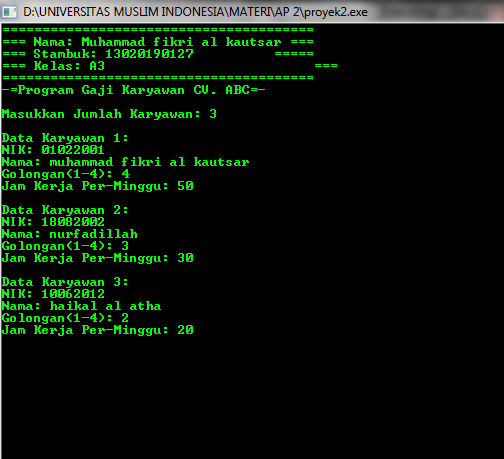 D:\UNIVERSITAS MUSLIM INDONESIA\MATERI\AP 2\proyek2.exe
=======================================
=== Nama: Muhammad fikri al kautsar ===
=== Stambuk: 13020190127          =====
=== Kelas: A3                          ===
=======================================
-=Program Gaji Karyawan CV. ABC=-
Masukkan Jumlah Karyawan: 3
Data Karyawan 1:
NIK: 01022001
Nama: muhammad fikri al kautsar
Golongan(1-4): 4
Jam Kerja Per-Minggu: 50
Data Karyawan 2:
NIK: 18082002
Nama: nurfadillah
Golongan(1-4): 3
Jam Kerja Per-Minggu: 30
Data Karyawan 3:
NIK: 10062012
Nama: haikal al atha
Golongan(1-4): 2
Jam Kerja Per-Minggu: 20